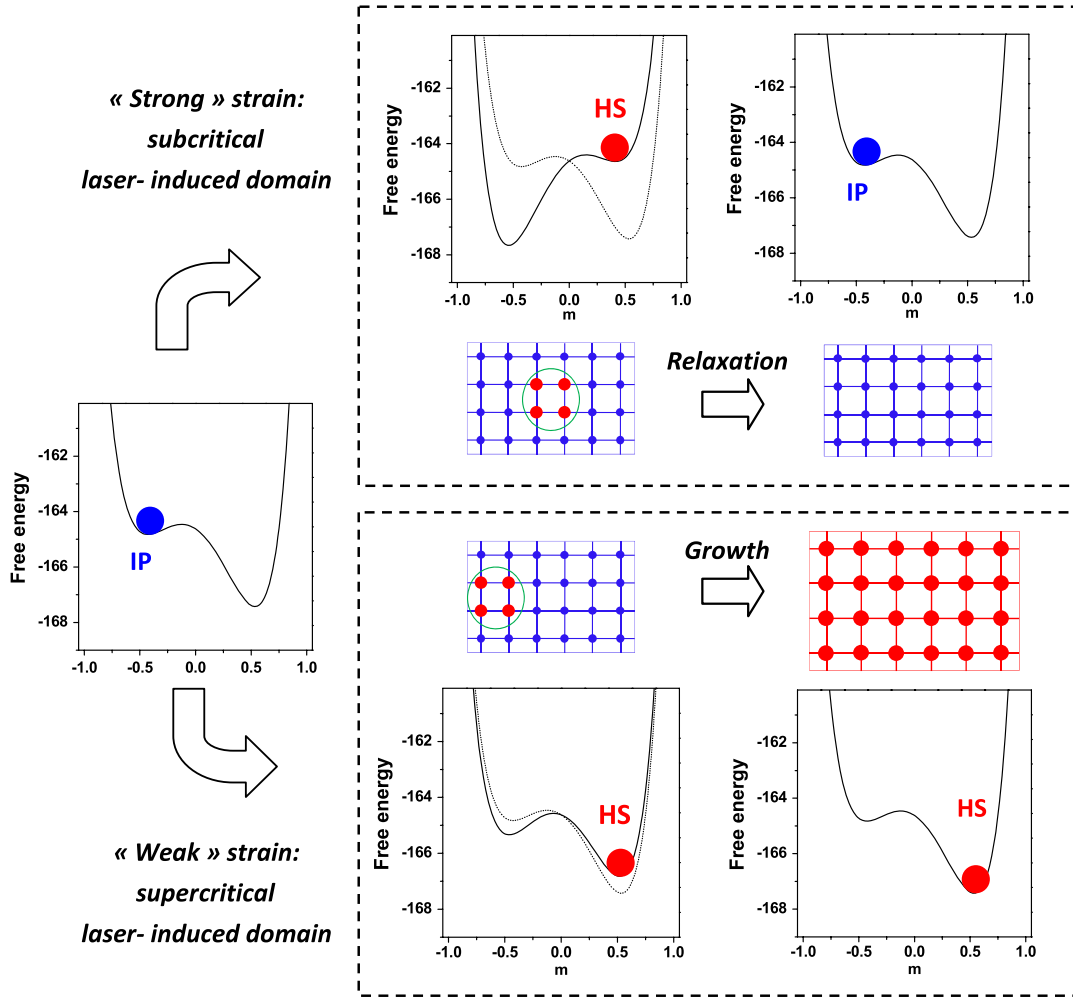 « Strong » strain:
subcritical
laser- induced domain
Free energy
-162
-164
-166
-168
HS
-1.0 -0.5 0.0 0.5 1.0
m
Free energy
-162
-164
-166
-168
IP
-1.0 -0.5 0.0 0.5 1.0
m
Relaxation
Free energy
-162
-164
-166
-168
IP
-1.0 -0.5 0.0 0.5 1.0
Growth
« Weak » strain:
supercritical
laser- induced domain
Free energy
-162
-164
-166
-168
HS
-1.0 -0.5 0.0 0.5 1.0
m
Free energy
-162
-164
-166
-168
HS
-1.0 -0.5 0.0 0.5 1.0
m